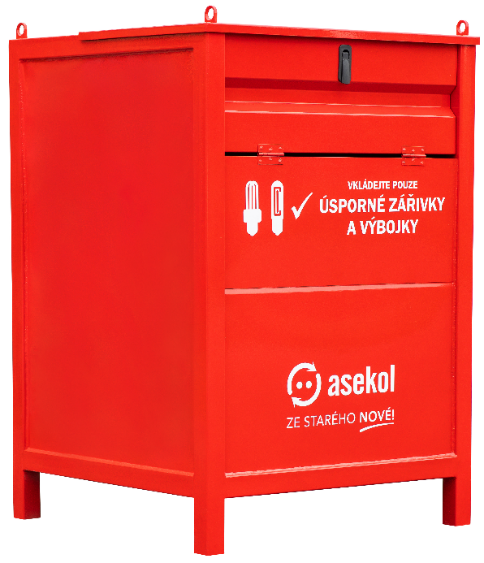 VKLÁDEJTE POUZE
ÚSPORNÉ ZÁŘIVKY
A VÝBOJKY
asekol
ZE STARÉHO NOVÉ!